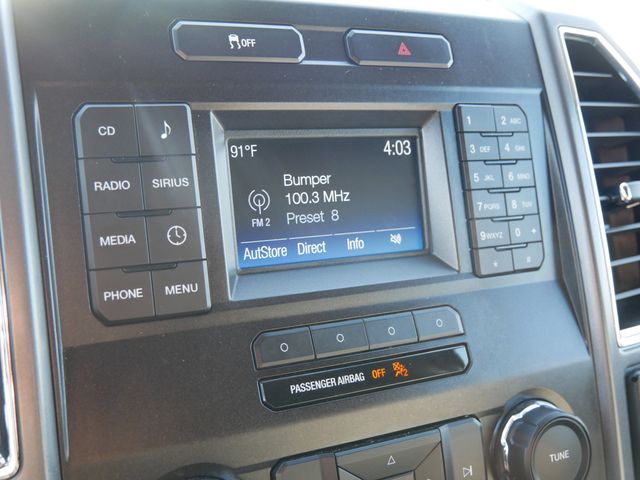 OFF
CD
RADIO SIRIUS
MEDIA
PHONE MENU
91°F 4:03
Bumper
100.3 MHz
FM 2 Preset 8
AutStore Direct Info
1 2 ABC
3 DEF 4 GHI
5 JKL 6 MNO
7 PQRS 8 TUV
9 WXYZ 0 +
* #
PASSENGER AIRBAG OFF 2
TUNE